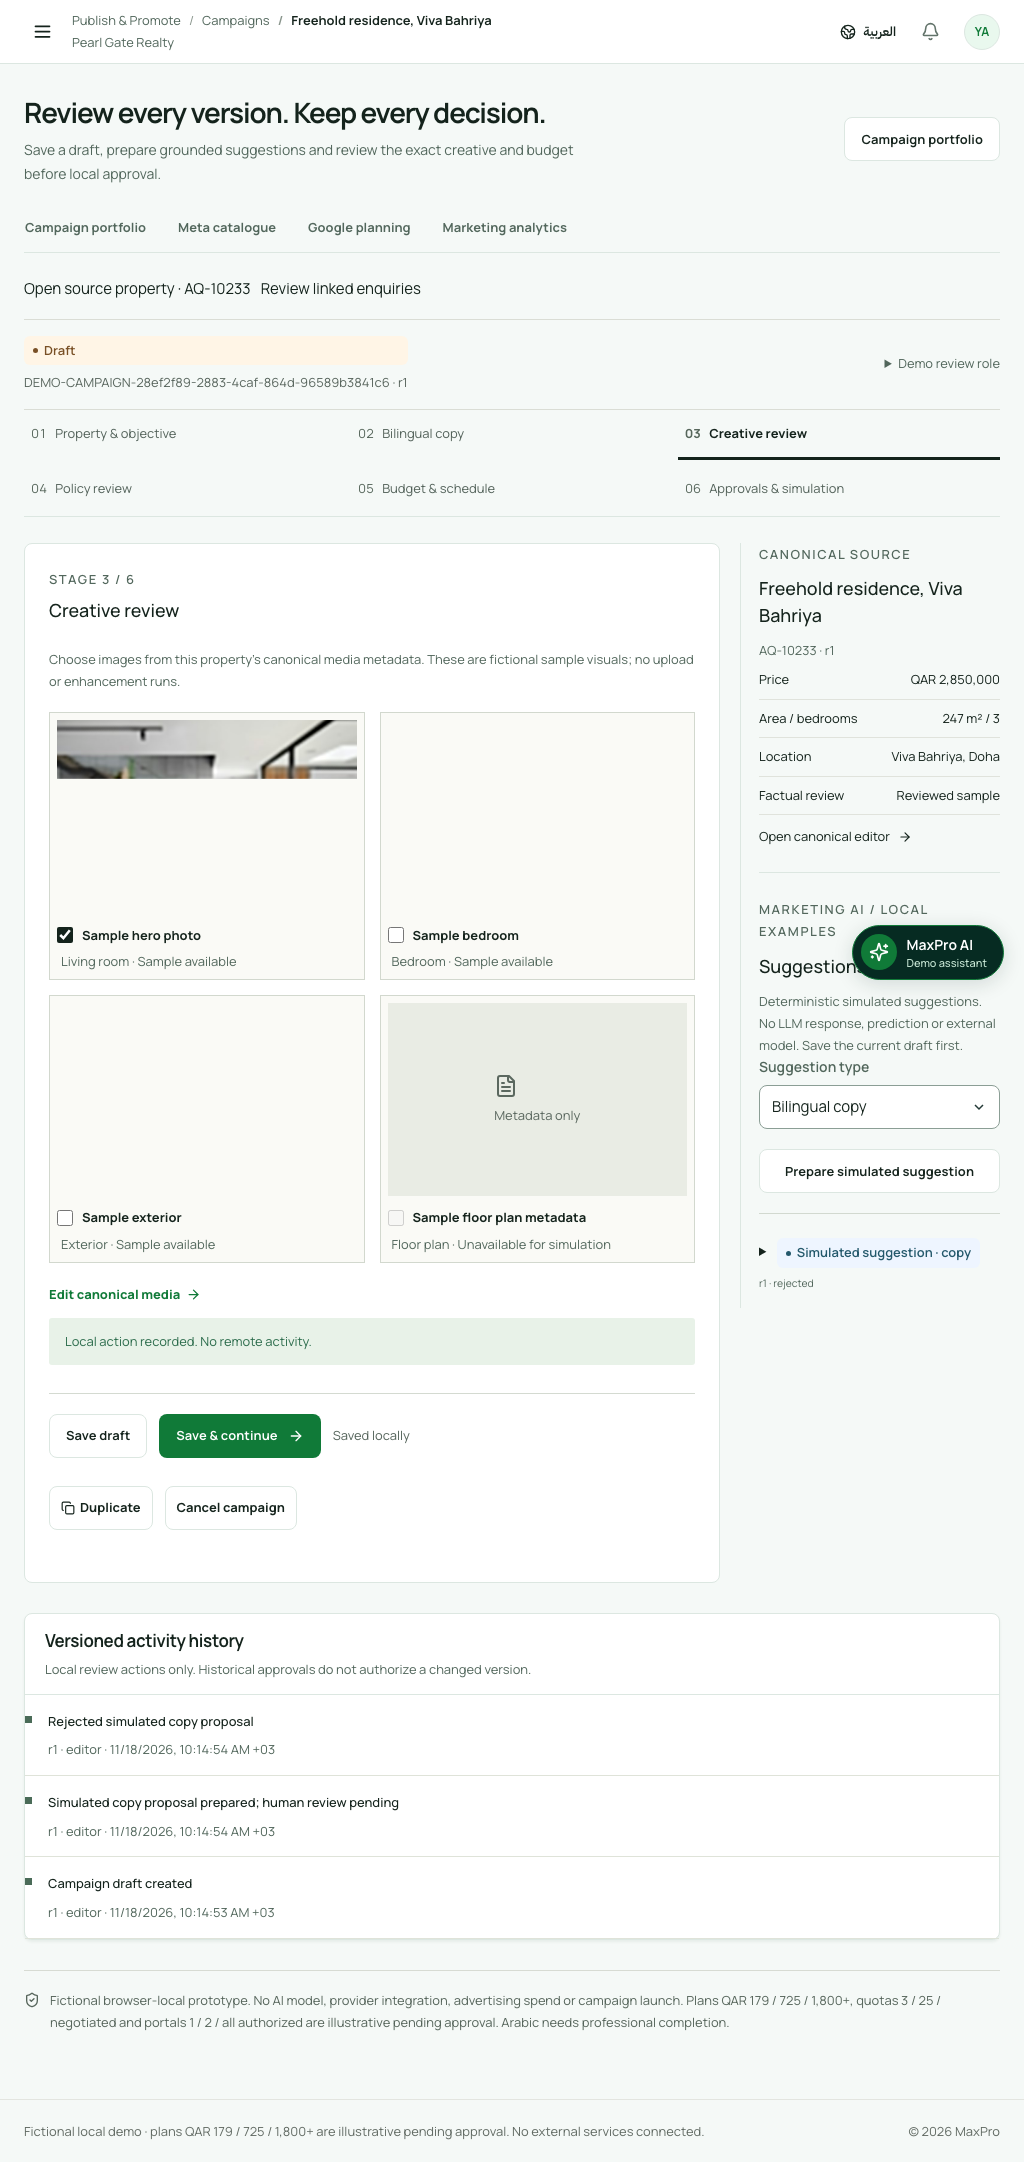 Publish & Promote / Campaigns / Freehold residence, Viva Bahriya
Pearl Gate Realty
العربية
YA
Review every version. Keep every decision.
Save a draft, prepare grounded suggestions and review the exact creative and budget
before local approval.
Campaign portfolio
Campaign portfolio Meta catalogue Google planning Marketing analytics
Open source property · AQ-10233 Review linked enquiries
Draft
DEMO-CAMPAIGN-28ef2f89-2883-4caf-864d-96589b3841c6 · r1
Demo review role
01 Property & objective
02 Bilingual copy
03 Creative review
04 Policy review
05 Budget & schedule
06 Approvals & simulation
STAGE 3 / 6
Creative review
Choose images from this property's canonical media metadata. These are fictional sample visuals; no upload
or enhancement runs.
Sample hero photo
Living room · Sample available
Sample bedroom
Bedroom · Sample available
Sample exterior
Exterior · Sample available
Metadata only
Sample floor plan metadata
Floor plan · Unavailable for simulation
Edit canonical media
Local action recorded. No remote activity.
Save draft
Save & continue
Saved locally
Duplicate
Cancel campaign
CANONICAL SOURCE
Freehold residence, Viva
Bahriya
AQ-10233 · r1
Price QAR 2,850,000
Area / bedrooms 247 m² / 3
Location Viva Bahriya, Doha
Factual review Reviewed sample
Open canonical editor
MARKETING AI / LOCAL
EXAMPLES
Suggestions
MaxPro AI
Demo assistant
Deterministic simulated suggestions.
No LLM response, prediction or external
model. Save the current draft first.
Suggestion type
Bilingual copy
Prepare simulated suggestion
Simulated suggestion · copy
r1 · rejected
Versioned activity history
Local review actions only. Historical approvals do not authorize a changed version.
Rejected simulated copy proposal
r1 · editor · 11/18/2026, 10:14:54 AM +03
Simulated copy proposal prepared; human review pending
r1 · editor · 11/18/2026, 10:14:54 AM +03
Campaign draft created
r1 · editor · 11/18/2026, 10:14:53 AM +03
Fictional browser-local prototype. No AI model, provider integration, advertising spend or campaign launch. Plans QAR 179 / 725 / 1,800+, quotas 3 / 25 /
negotiated and portals 1 / 2 / all authorized are illustrative pending approval. Arabic needs professional completion.
Fictional local demo · plans QAR 179 / 725 / 1,800+ are illustrative pending approval. No external services connected.
© 2026 MaxPro